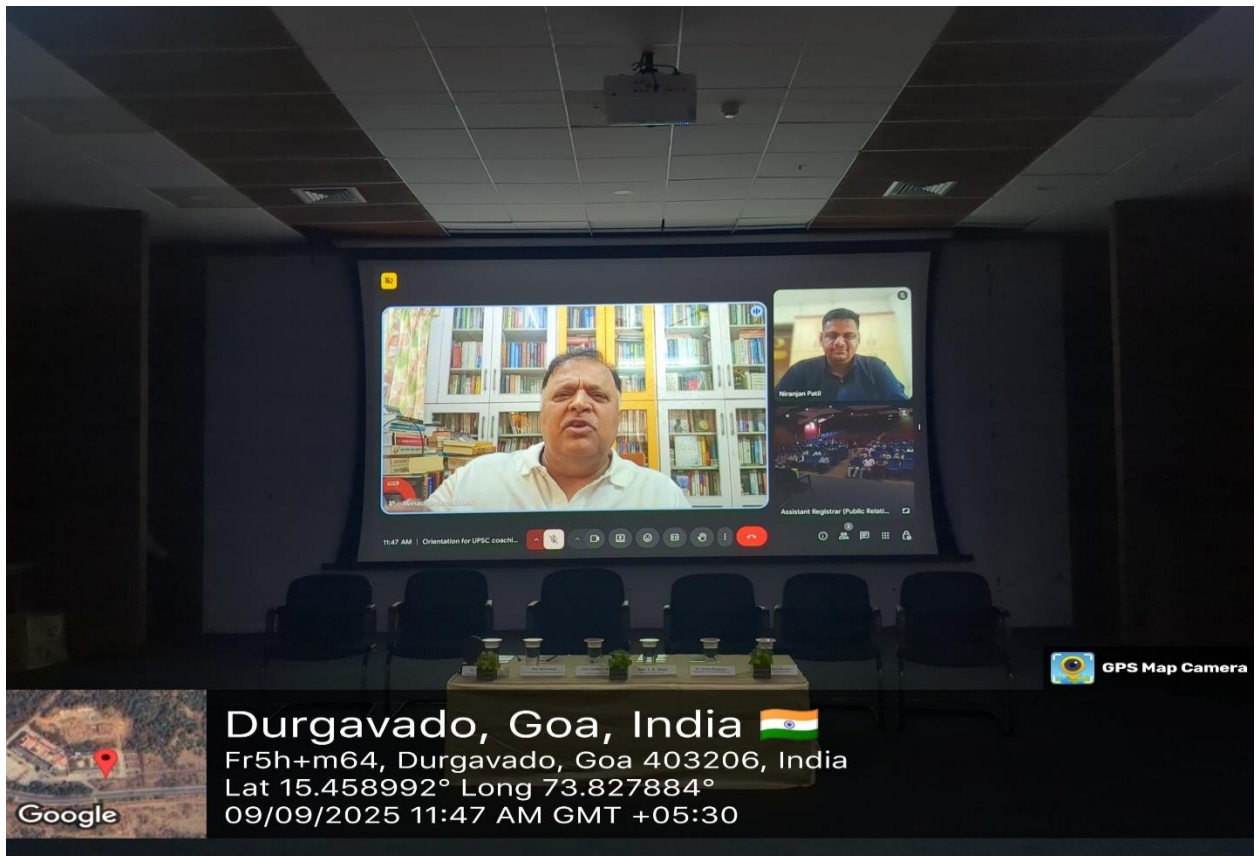 Niranjan Patil
Assistant Registrar (Public Relati...
11:47 AM | Orientation for UPSC coachi...
GPS Map Camera
Google
Durgavado, Goa, India
Fr5h+m64, Durgavado, Goa 403206, India
Lat 15.458992° Long 73.827884°
09/09/2025 11:47 AM GMT +05:30